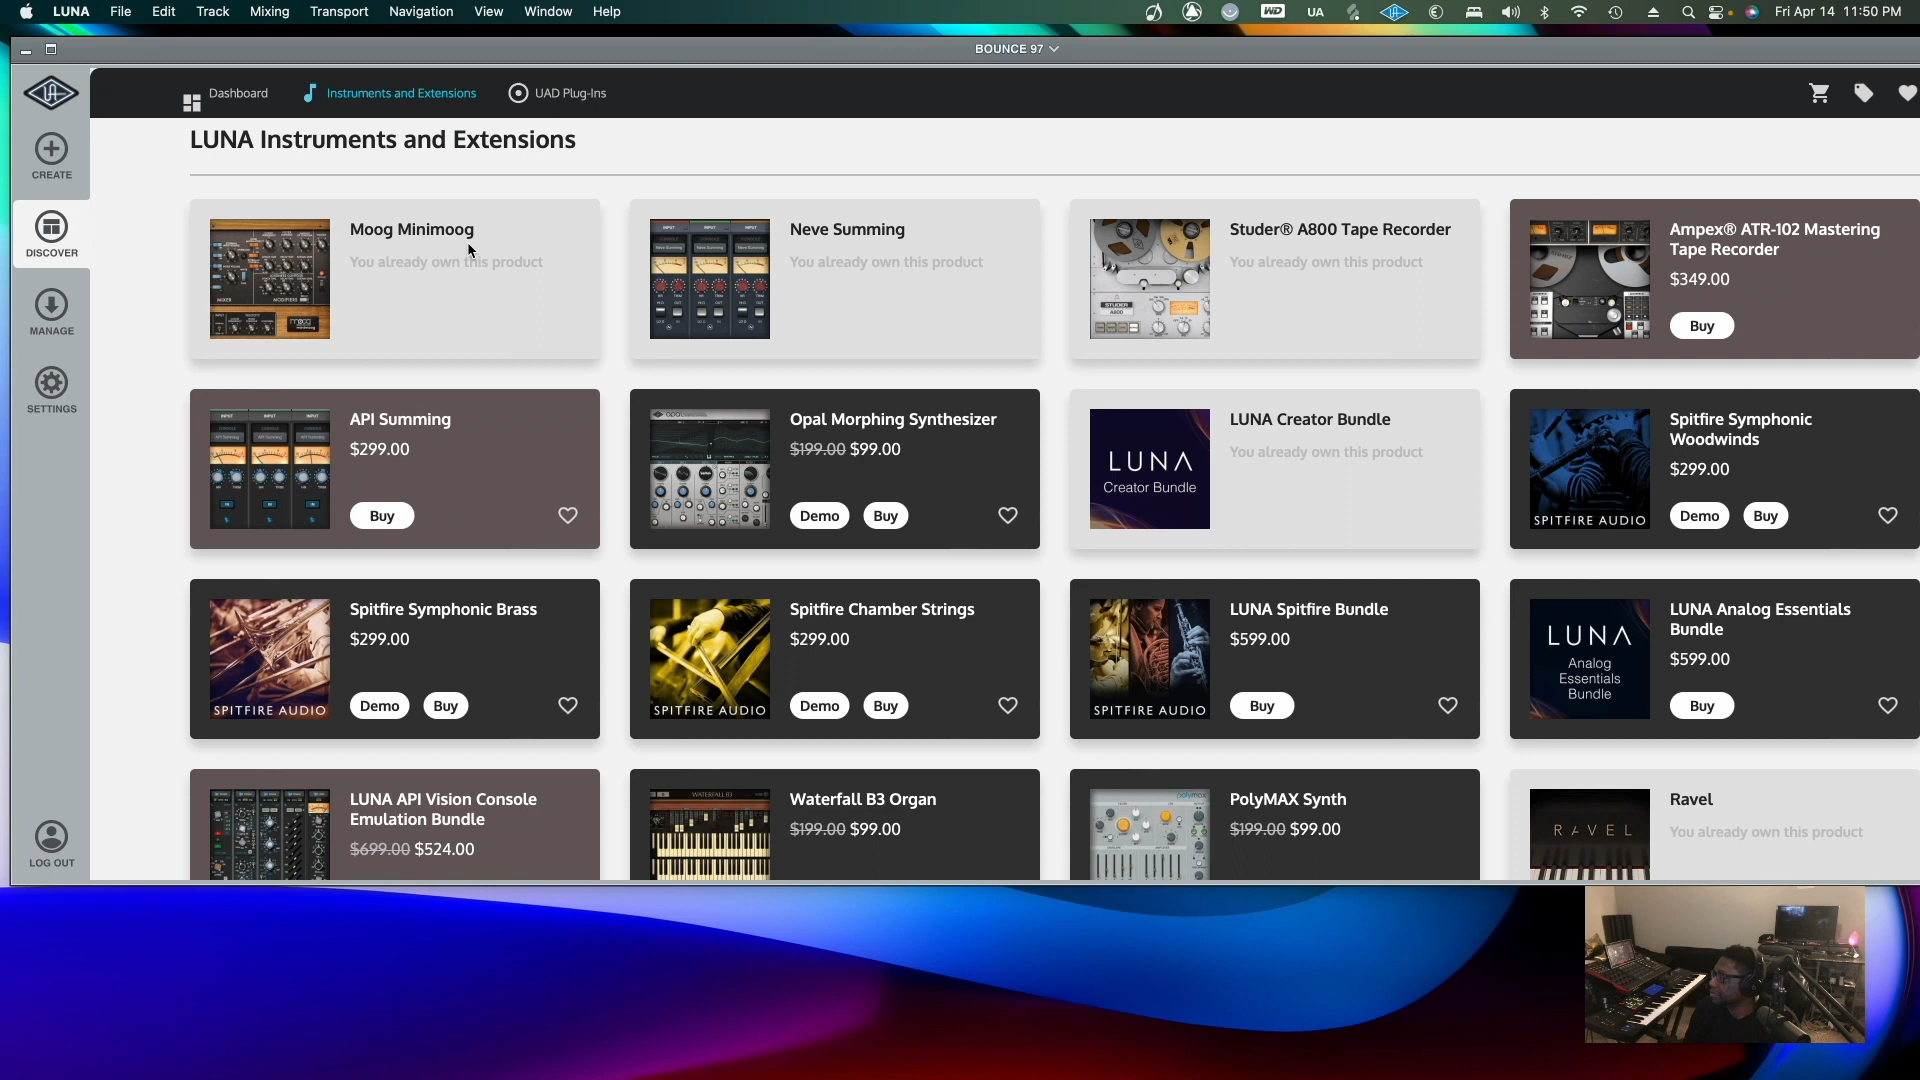 LUNA File Edit Track Mixing Transport Navigation View Window Help
WD UA Fri Apr 14 11:50 PM
BOUNCE 97
Dashboard Instruments and Extensions UAD Plug-Ins
CREATE
DISCOVER
MANAGE
SETTINGS
LOG OUT
LUNA Instruments and Extensions
Moog Minimoog
You already own this product
Neve Summing
You already own this product
Studer® A800 Tape Recorder
You already own this product
Ampex® ATR-102 Mastering
Tape Recorder
$349.00
Buy
API Summing
$299.00
Buy
Opal Morphing Synthesizer
$199.00 $99.00
Demo Buy
LUNA
Creator Bundle
LUNA Creator Bundle
You already own this product
SPITFIRE AUDIO
Spitfire Symphonic
Woodwinds
$299.00
Demo Buy
SPITFIRE AUDIO
Spitfire Symphonic Brass
$299.00
Demo Buy
SPITFIRE AUDIO
Spitfire Chamber Strings
$299.00
Demo Buy
SPITFIRE AUDIO
LUNA Spitfire Bundle
$599.00
Buy
LUNA
Analog
Essentials
Bundle
LUNA Analog Essentials
Bundle
$599.00
Buy
LUNA API Vision Console
Emulation Bundle
$699.00 $524.00
WATERFALL B3
Waterfall B3 Organ
$199.00 $99.00
polymax
PolyMAX Synth
$199.00 $99.00
RAVEL
Ravel
You already own this product